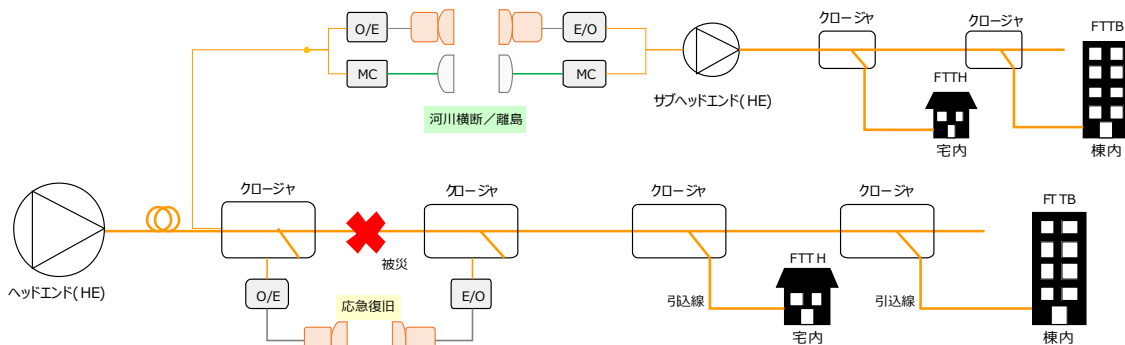 クロージャ
クロージャ
FTTB
O/E
E/O
MC
MC
FTTH
河川横断／離島
サブヘッドエンド(HE)
宅内
棟内
クロージャ
クロージャ
クロージャ
クロージャ
FTTB
被災
FTTH
ヘッドエンド(HE)
O/E
E/O
応急復旧
引込線
引込線
宅内
棟内